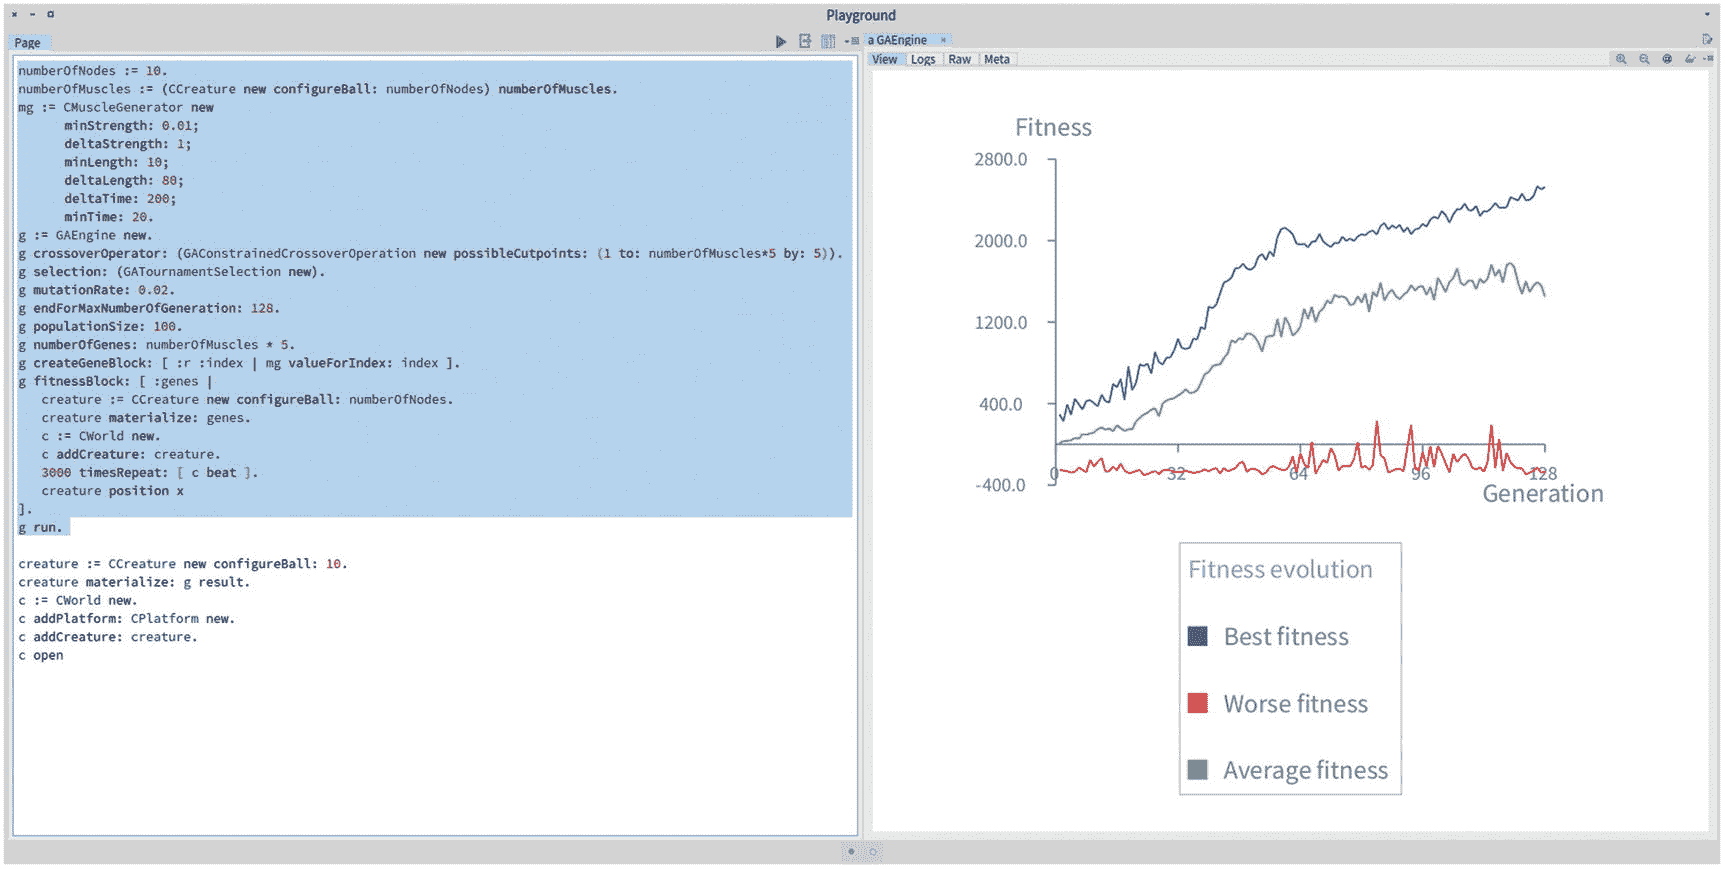 Playground
Page
numberOfNodes := 10.
numberOfMuscles := (CCreature new configureBall: numberOfNodes) numberOfMuscles.
mg := CMuscleGenerator new
minStrength: 0.01;
deltaStrength: 1;
minLength: 10;
deltaLength: 80;
deltaTime: 200;
minTime: 20.
g := GAEngine new.
g crossoverOperator: (GAConstrainedCrossoverOperation new possibleCutpoints: (1 to: numberOfMuscles*5 by: 5)).
g selection: (GATournamentSelection new).
g mutationRate: 0.02.
g endForMaxNumberOfGeneration: 128.
g populationSize: 100.
g numberOfGenes: numberOfMuscles * 5.
g createGeneBlock: [ :r :index | mg valueForIndex: index ].
g fitnessBlock: [ :genes |
creature := CCreature new configureBall: numberOfNodes.
creature materialize: genes.
c := CWorld new.
c addCreature: creature.
3000 timesRepeat: [ c beat ].
creature position x
].
g run.
creature := CCreature new configureBall: 10.
creature materialize: g result.
c := CWorld new.
c addPlatform: CPlatform new.
c addCreature: creature.
c open
a GAEngine
View Logs Raw Meta
Fitness
2800.0
2000.0
1200.0
400.0
-400.0
0 32 64 96 128
Generation
Fitness evolution
Best fitness
Worse fitness
Average fitness